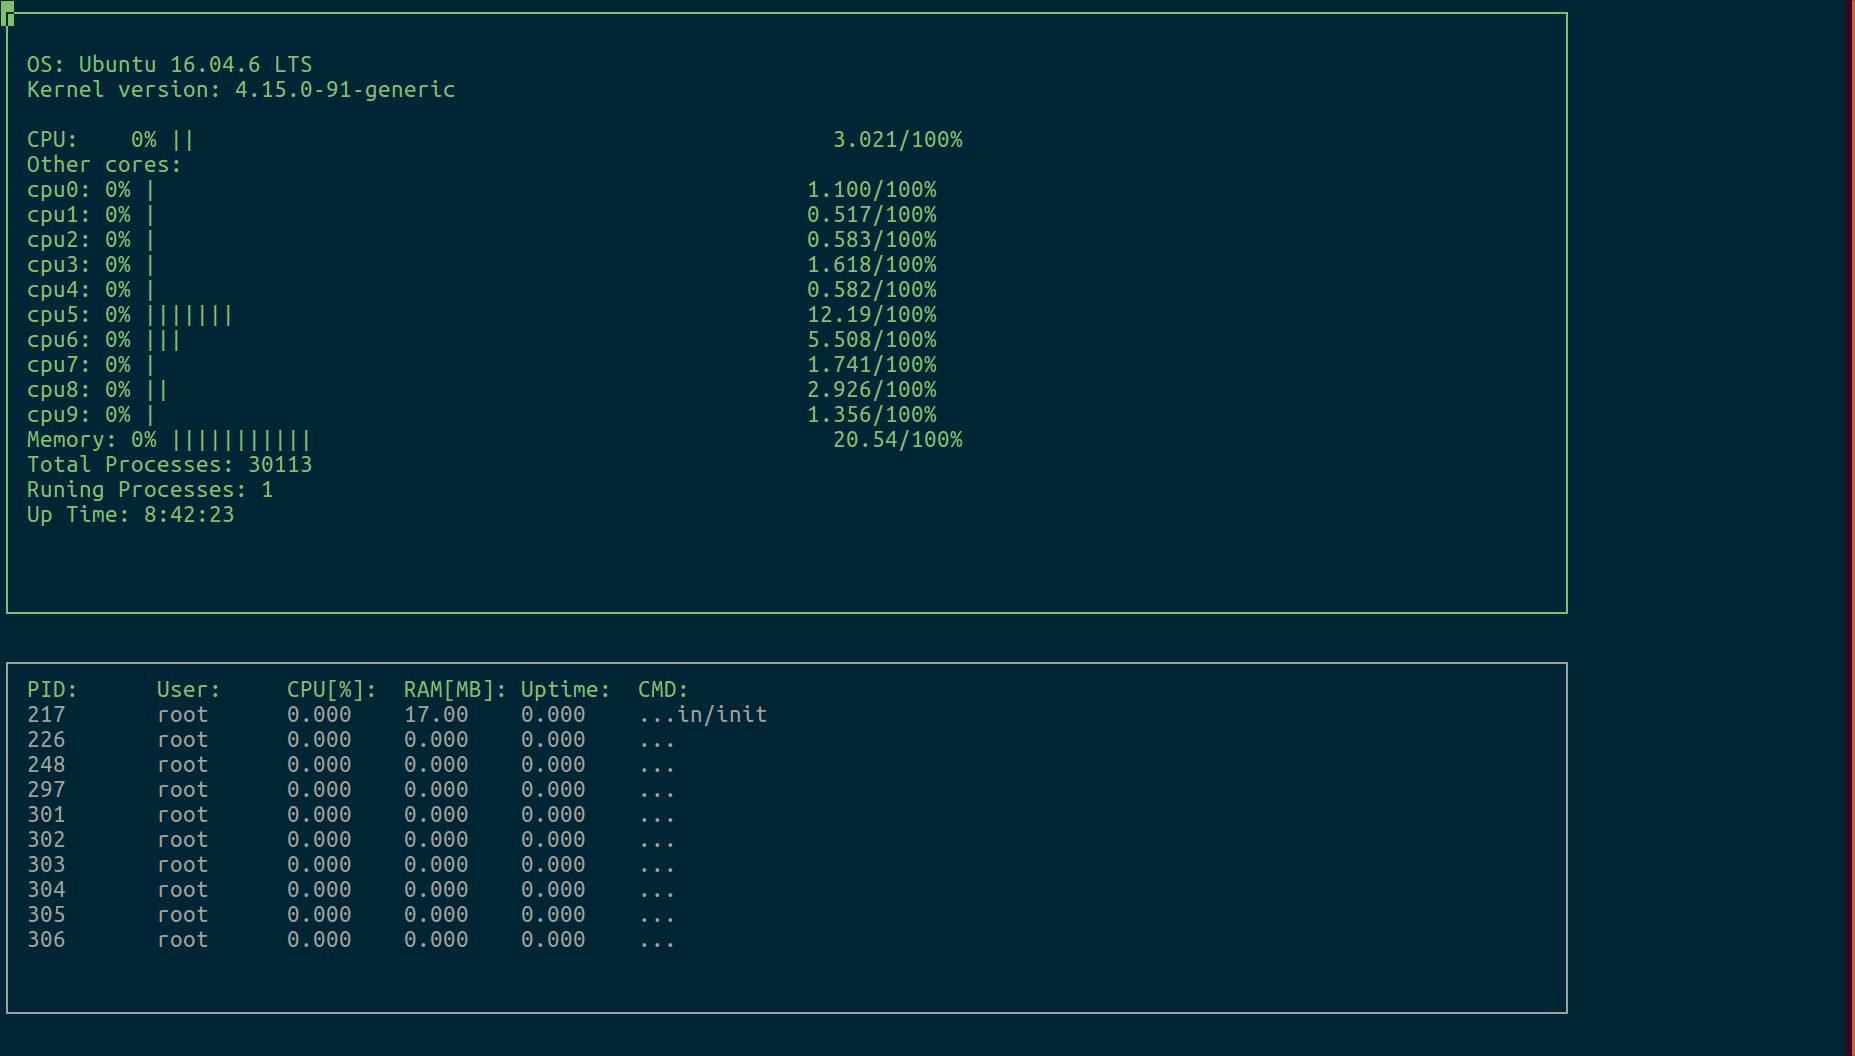 OS: Ubuntu 16.04.6 LTS
Kernel version: 4.15.0-91-generic
CPU:    0% ||                                                 3.021/100%
Other cores:
cpu0: 0% |                                                  1.100/100%
cpu1: 0% |                                                  0.517/100%
cpu2: 0% |                                                  0.583/100%
cpu3: 0% |                                                  1.618/100%
cpu4: 0% |                                                  0.582/100%
cpu5: 0% |||||||                                            12.19/100%
cpu6: 0% |||                                                5.508/100%
cpu7: 0% |                                                  1.741/100%
cpu8: 0% ||                                                 2.926/100%
cpu9: 0% |                                                  1.356/100%
Memory: 0% |||||||||||                                        20.54/100%
Total Processes: 30113
Runing Processes: 1
Up Time: 8:42:23
PID:      User:     CPU[%]:  RAM[MB]: Uptime:  CMD:
217       root      0.000    17.00    0.000    ...in/init
226       root      0.000    0.000    0.000    ...
248       root      0.000    0.000    0.000    ...
297       root      0.000    0.000    0.000    ...
301       root      0.000    0.000    0.000    ...
302       root      0.000    0.000    0.000    ...
303       root      0.000    0.000    0.000    ...
304       root      0.000    0.000    0.000    ...
305       root      0.000    0.000    0.000    ...
306       root      0.000    0.000    0.000    ...